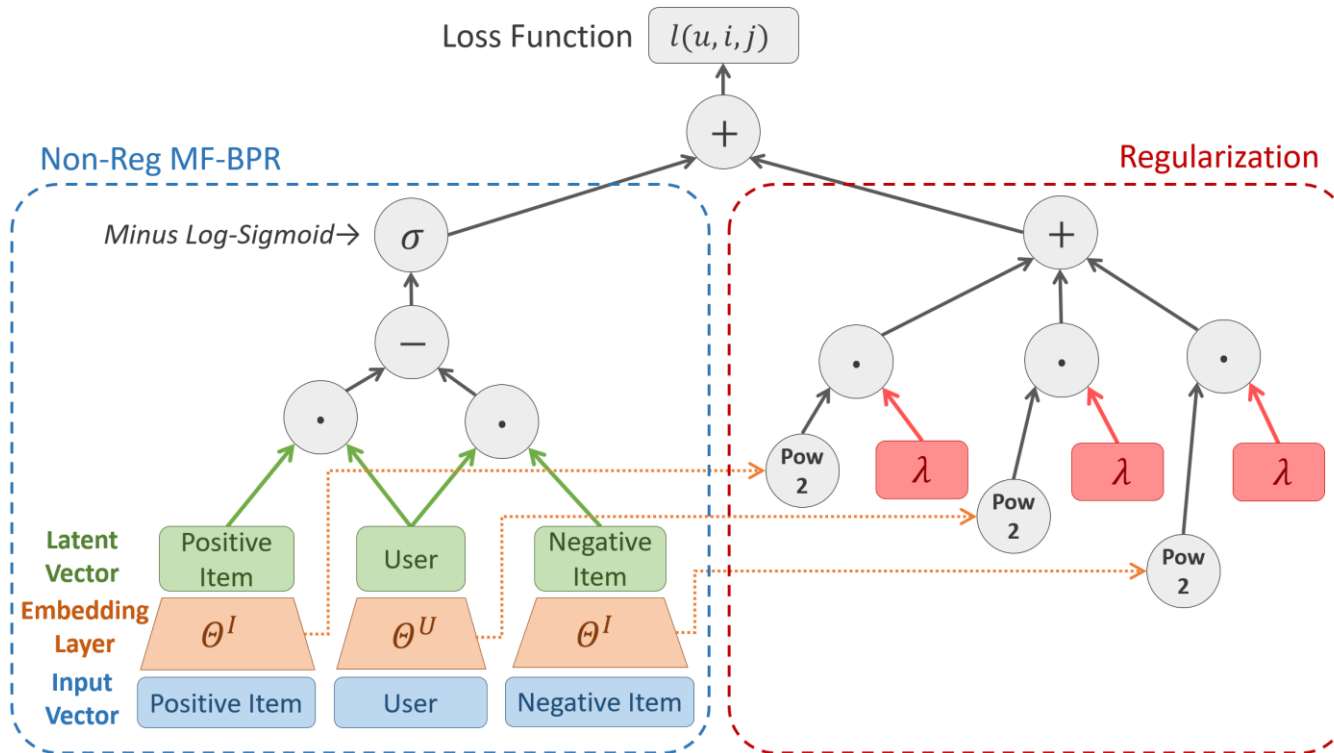 Loss Function
l(u, i, j)
+
Non-Reg MF-BPR
Regularization
Minus Log-Sigmoid→
σ
+
−
·
·
·
·
·
Pow
2
λ
Pow
2
λ
Pow
2
λ
Latent
Vector
Positive
Item
User
Negative
Item
Embedding
Layer
Θ^I
Θ^U
Θ^I
Input
Vector
Positive Item
User
Negative Item